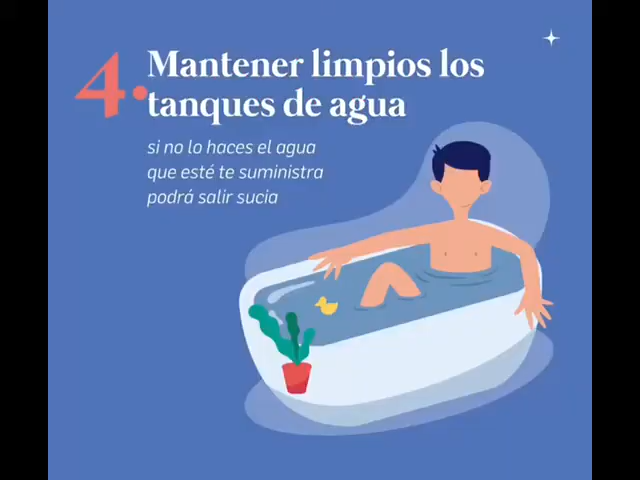 4. Mantener limpios los
tanques de agua
si no lo haces el agua
que esté te suministra
podrá salir sucia